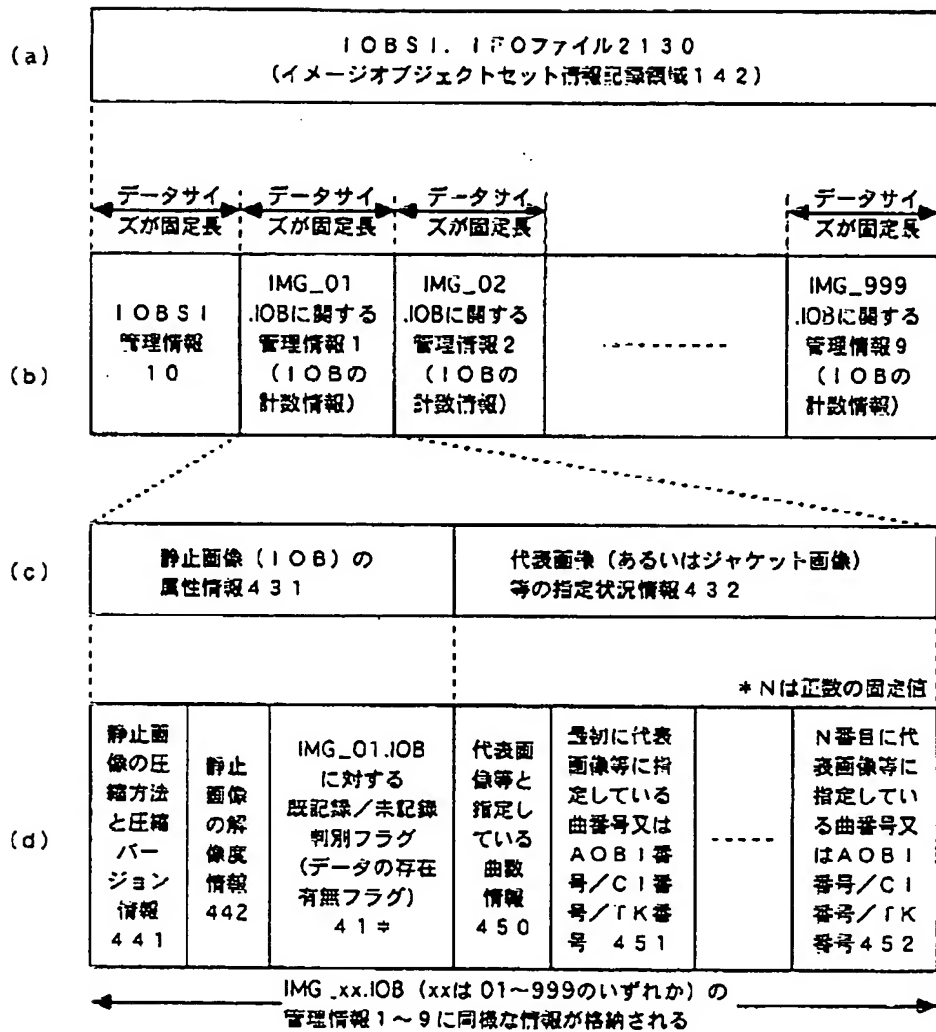 (a)
IOBSI. IFOファイル2130
(イメージオブジェクトセット情報記録領域142)
データサイ
ズが固定長
データサイ
ズが固定長
データサイ
ズが固定長
データサイ
ズが固定長
(b)
IOBSI
管理情報
10
IMG_01
.IOBに関する
管理情報1
(IOBの
計数情報)
IMG_02
.IOBに関する
管理情報2
(IOBの
計数情報)
IMG_999
.IOBに関する
管理情報9
(IOBの
計数情報)
(c)
静止画像(IOB)の
属性情報431
代表画像(あるいはジャケット画像)
等の指定状況情報432
*Nは正数の固定値
(d)
静止画
像の圧
縮方法
と圧縮
バー
ジョン
情報
441
静止
画像
の解
像度
情報
442
IMG_01.IOB
に対する
既記録/未記録
判別フラグ
(データの存在
有無フラグ)
代表画
像等と
指定し
ている
曲数
情報
450
最初に代表
画像等に指
定している
曲番号又は
AOBI番
号/CI番
号/TK番
号 451
N番目に代
表画像等に
指定してい
る曲番号又
はAOBI
番号/CI
番号/TK
番号452
IMG_xx.IOB(xxは01~999のいずれか)の
管理情報1~9に同様な情報が格納される